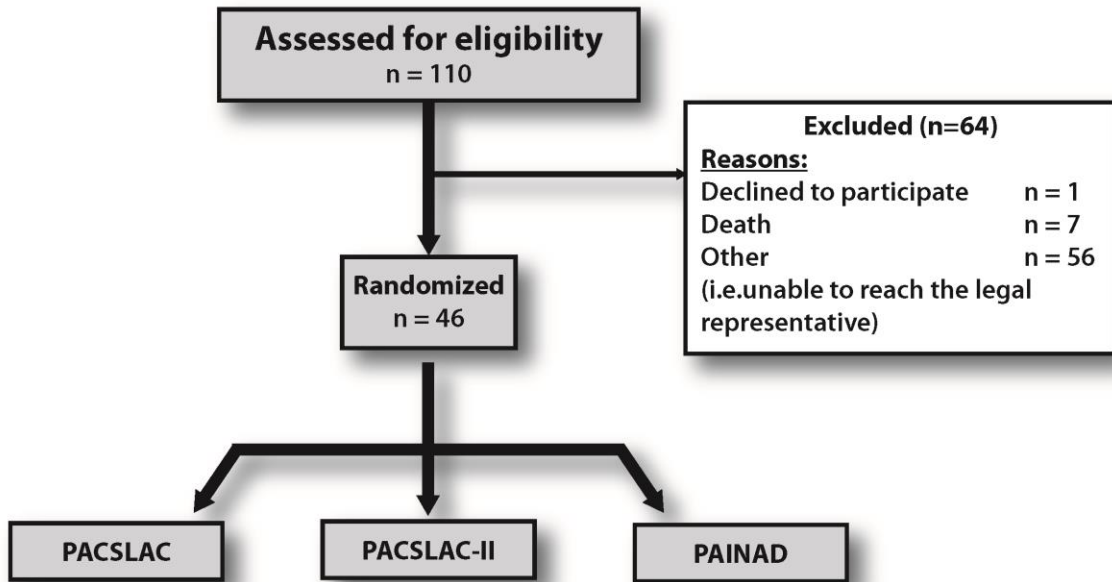 Assessed for eligibility
n = 110
Excluded (n=64)
Reasons:
Declined to participate n = 1
Death n = 7
Other n = 56
(i.e.unable to reach the legal
representative)
Randomized
n = 46
PACSLAC
PACSLAC-II
PAINAD